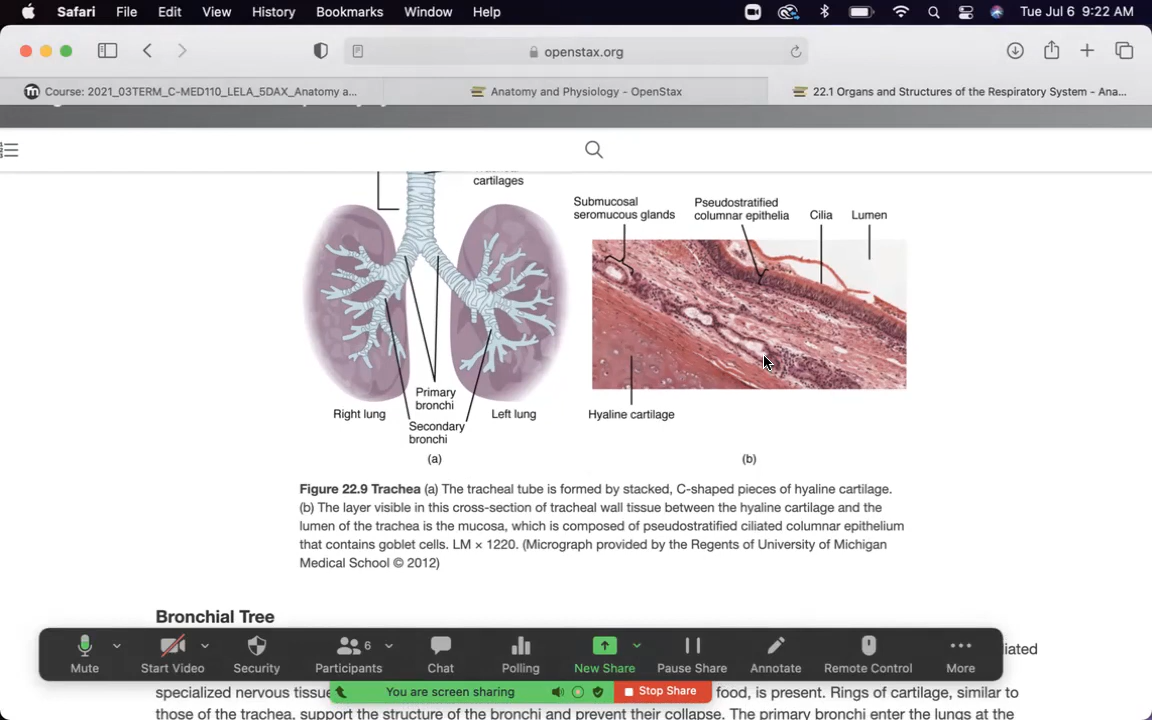 Safari File Edit View History Bookmarks Window Help Tue Jul 6 9:22 AM
openstax.org
Course: 2021_03TERM_C-MED110_LELA_5DAX_Anatomy a...
Anatomy and Physiology - OpenStax
22.1 Organs and Structures of the Respiratory System - Ana...
cartilages
Submucosal
seromucous glands
Pseudostratified
columnar epithelia
Cilia
Lumen
Primary
bronchi
Right lung
Left lung
Secondary
bronchi
Hyaline cartilage
(a)
(b)
Figure 22.9 Trachea (a) The tracheal tube is formed by stacked, C-shaped pieces of hyaline cartilage.
(b) The layer visible in this cross-section of tracheal wall tissue between the hyaline cartilage and the
lumen of the trachea is the mucosa, which is composed of pseudostratified ciliated columnar epithelium
that contains goblet cells. LM × 1220. (Micrograph provided by the Regents of University of Michigan
Medical School © 2012)
Bronchial Tree
iated
Mute Start Video Security Participants 6 Chat Polling New Share Pause Share Annotate Remote Control More
You are screen sharing Stop Share
specialized nervous tissue food, is present. Rings of cartilage, similar to
those of the trachea, support the structure of the bronchi and prevent their collapse. The primary bronchi enter the lungs at the